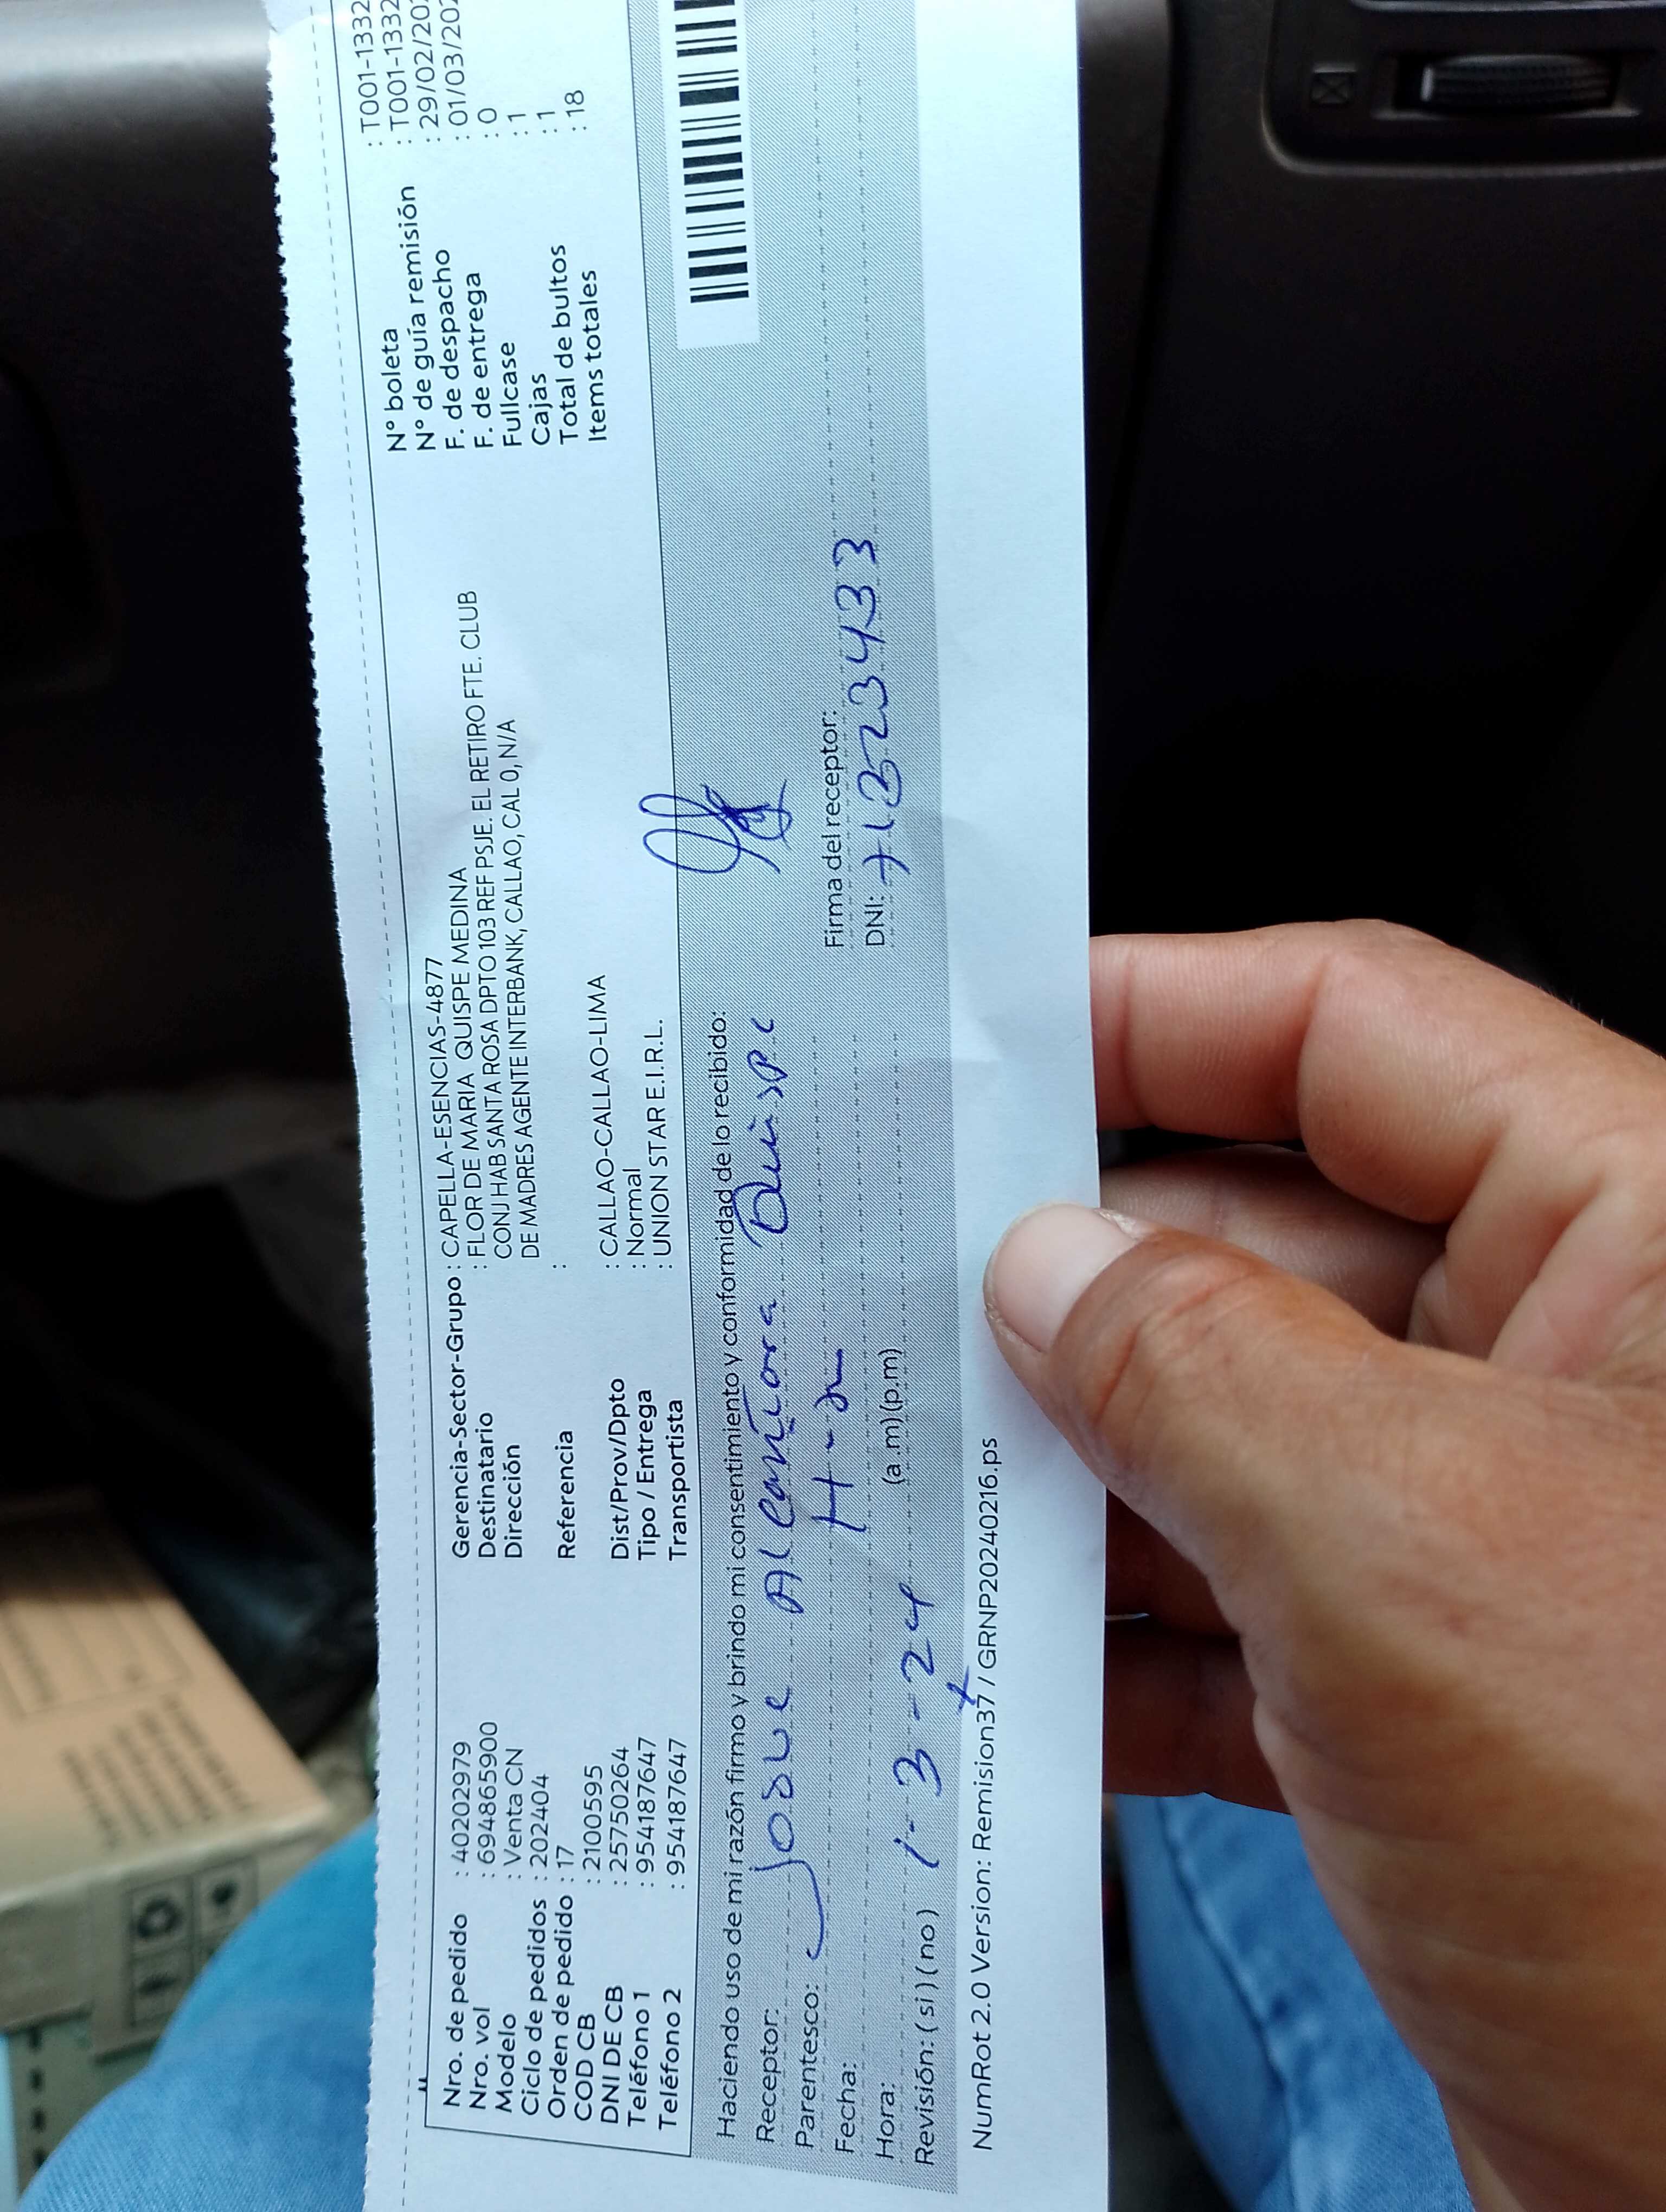 Nro. de pedido : 40202979
Nro. vol : 69486590​0
Modelo : Venta CN
Ciclo de pedidos : 202404
Orden de pedido : 17
COD CB : 2100595
DNI DE CB : 25750264
Teléfono 1 : 954187647
Teléfono 2 : 954187647
Gerencia-Sector-Grupo : CAPELLA-ESENCIAS-4877
Destinatario : FLOR DE MARIA QUISPE MEDINA
Dirección CONJ HAB SANTA ROSA DPTO 103 REF PSJE. EL RETIRO FTE. CLUB
DE MADRES AGENTE INTERBANK, CALLAO, CAL 0, N/A
Referencia :
Dist/Prov/Dpto : CALLAO-CALLAO-LIMA
Tipo / Entrega : Normal
Transportista : UNION STAR E.I.R.L.
N° boleta : T001-1332
N° de guía remisión : T001-1332
F. de despacho : 29/02/202
F. de entrega : 01/03/202
Fullcase : 0
Cajas : 1
Total de bultos : 1
Items totales : 18
Haciendo uso de mi razón firmo y brindo mi consentimiento y conformidad de lo recibido:
Receptor: Josue Alcantora Quispe
Parentesco:
Fecha: 1-3-24
Hora: (a.m)(p.m)
Revisión: (si) (no)
Firma del receptor:
DNI: 71523433
NumRot 2.0 Version: Remision37 / GRNP20240216.ps